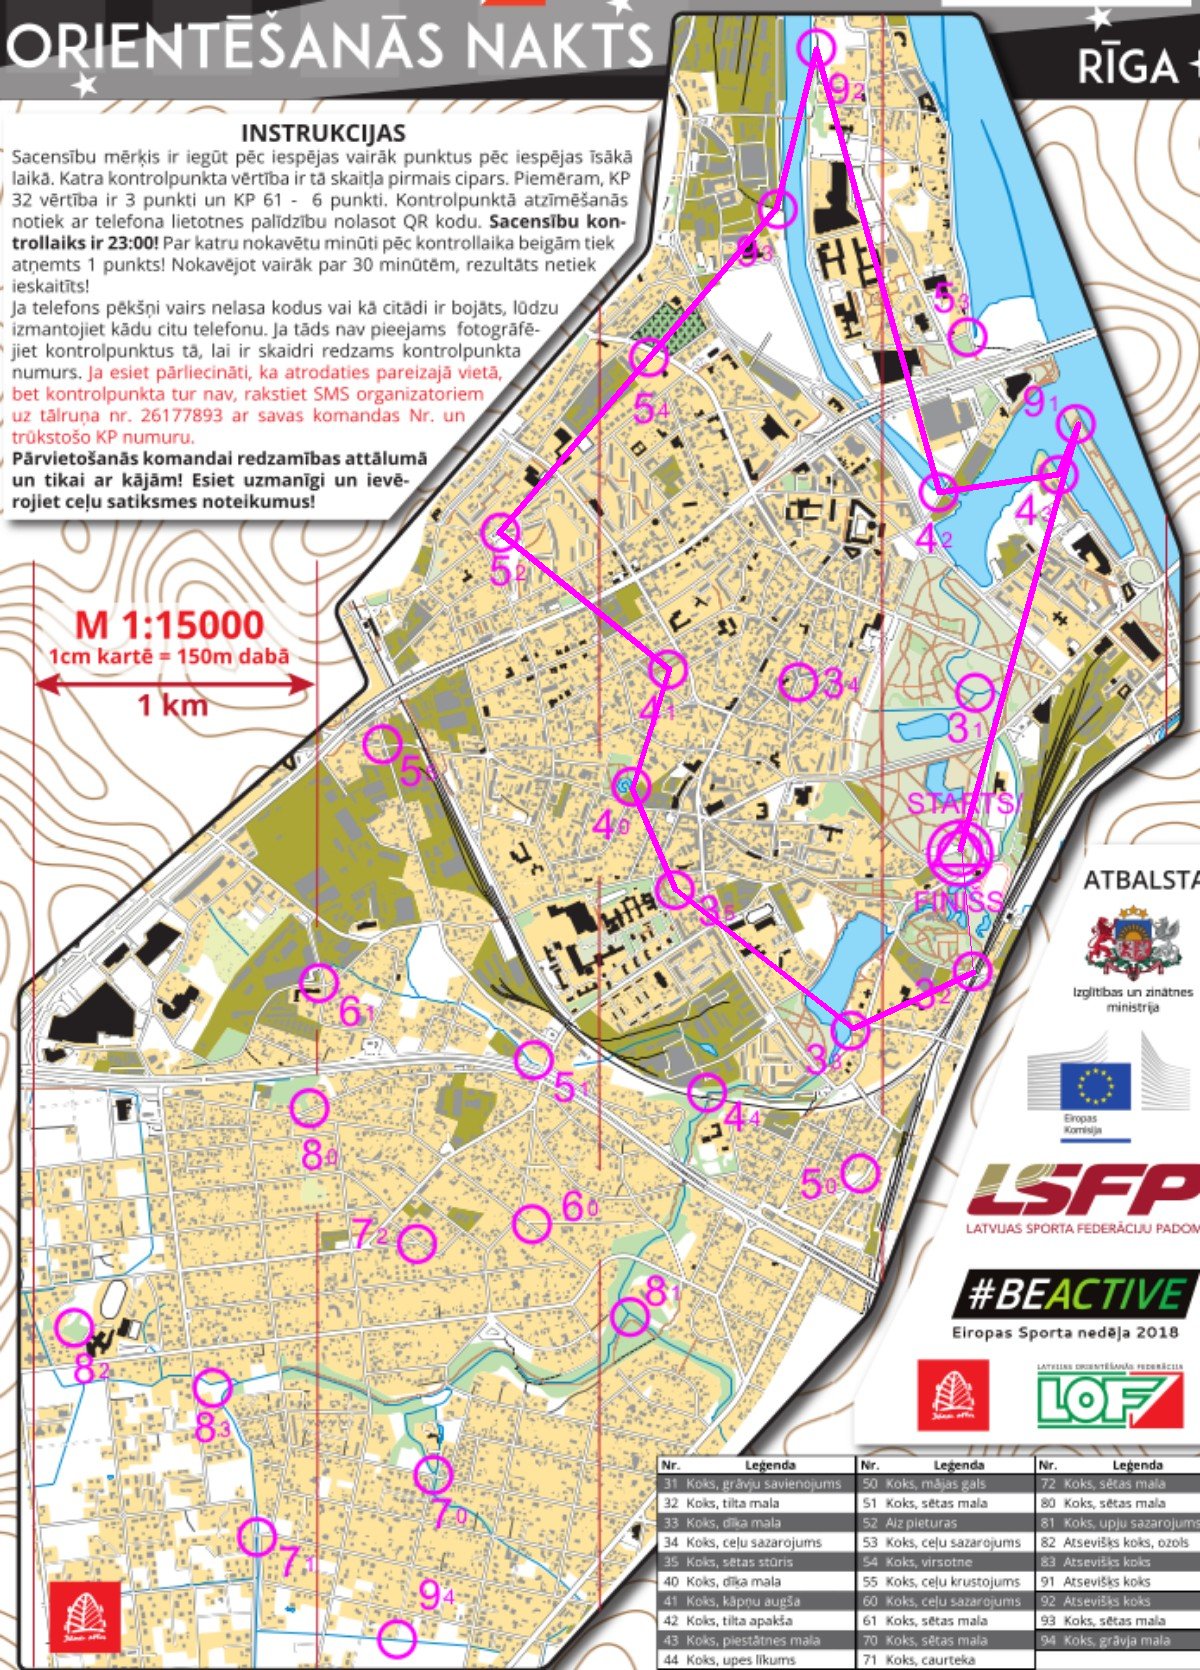 ORIENTĒŠANĀS NAKTS
RĪGA
INSTRUKCIJAS
Sacensību mērķis ir iegūt pēc iespējas vairāk punktus pēc iespējas īsākā
laikā. Katra kontrolpunkta vērtība ir tā skaitļa pirmais cipars. Piemēram, KP
32 vērtība ir 3 punkti un KP 61 - 6 punkti. Kontrolpunktā atzīmēšanās
notiek ar telefona lietotnes palīdzību nolasot QR kodu. Sacensību kon-
trollaiks ir 23:00! Par katru nokavētu minūti pēc kontrollaika beigām tiek
atņemts 1 punkts! Nokavējot vairāk par 30 minūtēm, rezultāts netiek
ieskaitīts!
Ja telefons pēkšņi vairs nelasa kodus vai kā citādi ir bojāts, lūdzu
izmantojiet kādu citu telefonu. Ja tāds nav pieejams fotogrāfē-
jiet kontrolpunktus tā, lai ir skaidri redzams kontrolpunkta
numurs. Ja esiet pārliecināti, ka atrodaties pareizajā vietā,
bet kontrolpunkta tur nav, rakstiet SMS organizatoriem
uz tālruņa nr. 26177893 ar savas komandas Nr. un
trūkstošo KP numuru.
Pārvietošanās komandai redzamības attālumā
un tikai ar kājām! Esiet uzmanīgi un ievē-
rojiet ceļu satiksmes noteikumus!
M 1:15000
1cm kartē = 150m dabā
1 km
92
93
53
54
91
43
42
52
41
34
31
55
40
STARTS
FINIŠS
35
32
33
61
51
44
80
50
60
72
81
82
83
70
71
94
ATBALSTA
Izglītības un zinātnes
ministrija
Eiropas
Komisija
LSFP
LATVIJAS SPORTA FEDERĀCIJU PADOM
#BEACTIVE
Eiropas Sporta nedēļa 2018
LATVIJAS ORIENTĒŠANĀS FEDERĀCIJA
LOF
Nr. Leģenda
31 Koks, grāvju savienojums
32 Koks, tilta mala
33 Koks, dīķa mala
34 Koks, ceļu sazarojums
35 Koks, sētas stūris
40 Koks, dīķa mala
41 Koks, kāpņu augša
42 Koks, tilta apakša
43 Koks, piestātnes mala
44 Koks, upes līkums
Nr. Leģenda
50 Koks, mājas gals
51 Koks, sētas mala
52 Aiz pieturas
53 Koks, ceļu sazarojums
54 Koks, virsotne
55 Koks, ceļu krustojums
60 Koks, ceļu sazarojums
61 Koks, sētas mala
70 Koks, sētas mala
71 Koks, caurteka
Nr. Leģenda
72 Koks, sētas mala
80 Koks, sētas mala
81 Koks, upju sazarojums
82 Atsevišķs koks, ozols
83 Atsevišķs koks
91 Atsevišķs koks
92 Atsevišķs koks
93 Koks, sētas mala
94 Koks, grāvja mala